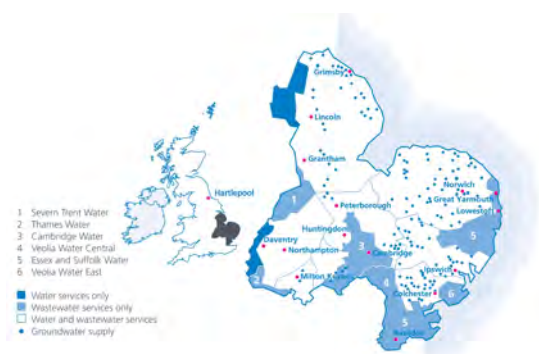 Grimsby
Lincoln
Grantham
Hartlepool
1
Norwich
Great Yarmouth
Lowestoft
Peterborough
1 Severn Trent Water
2 Thames Water
3 Cambridge Water
4 Veolia Water Central
5 Essex and Suffolk Water
6 Veolia Water East
Huntingdon
5
Daventry
3
Cambridge
Northampton
Ipswich
2
Milton Keynes
4
Colchester
6
Water services only
Wastewater services only
Water and wastewater services
Groundwater supply
5
Basildon